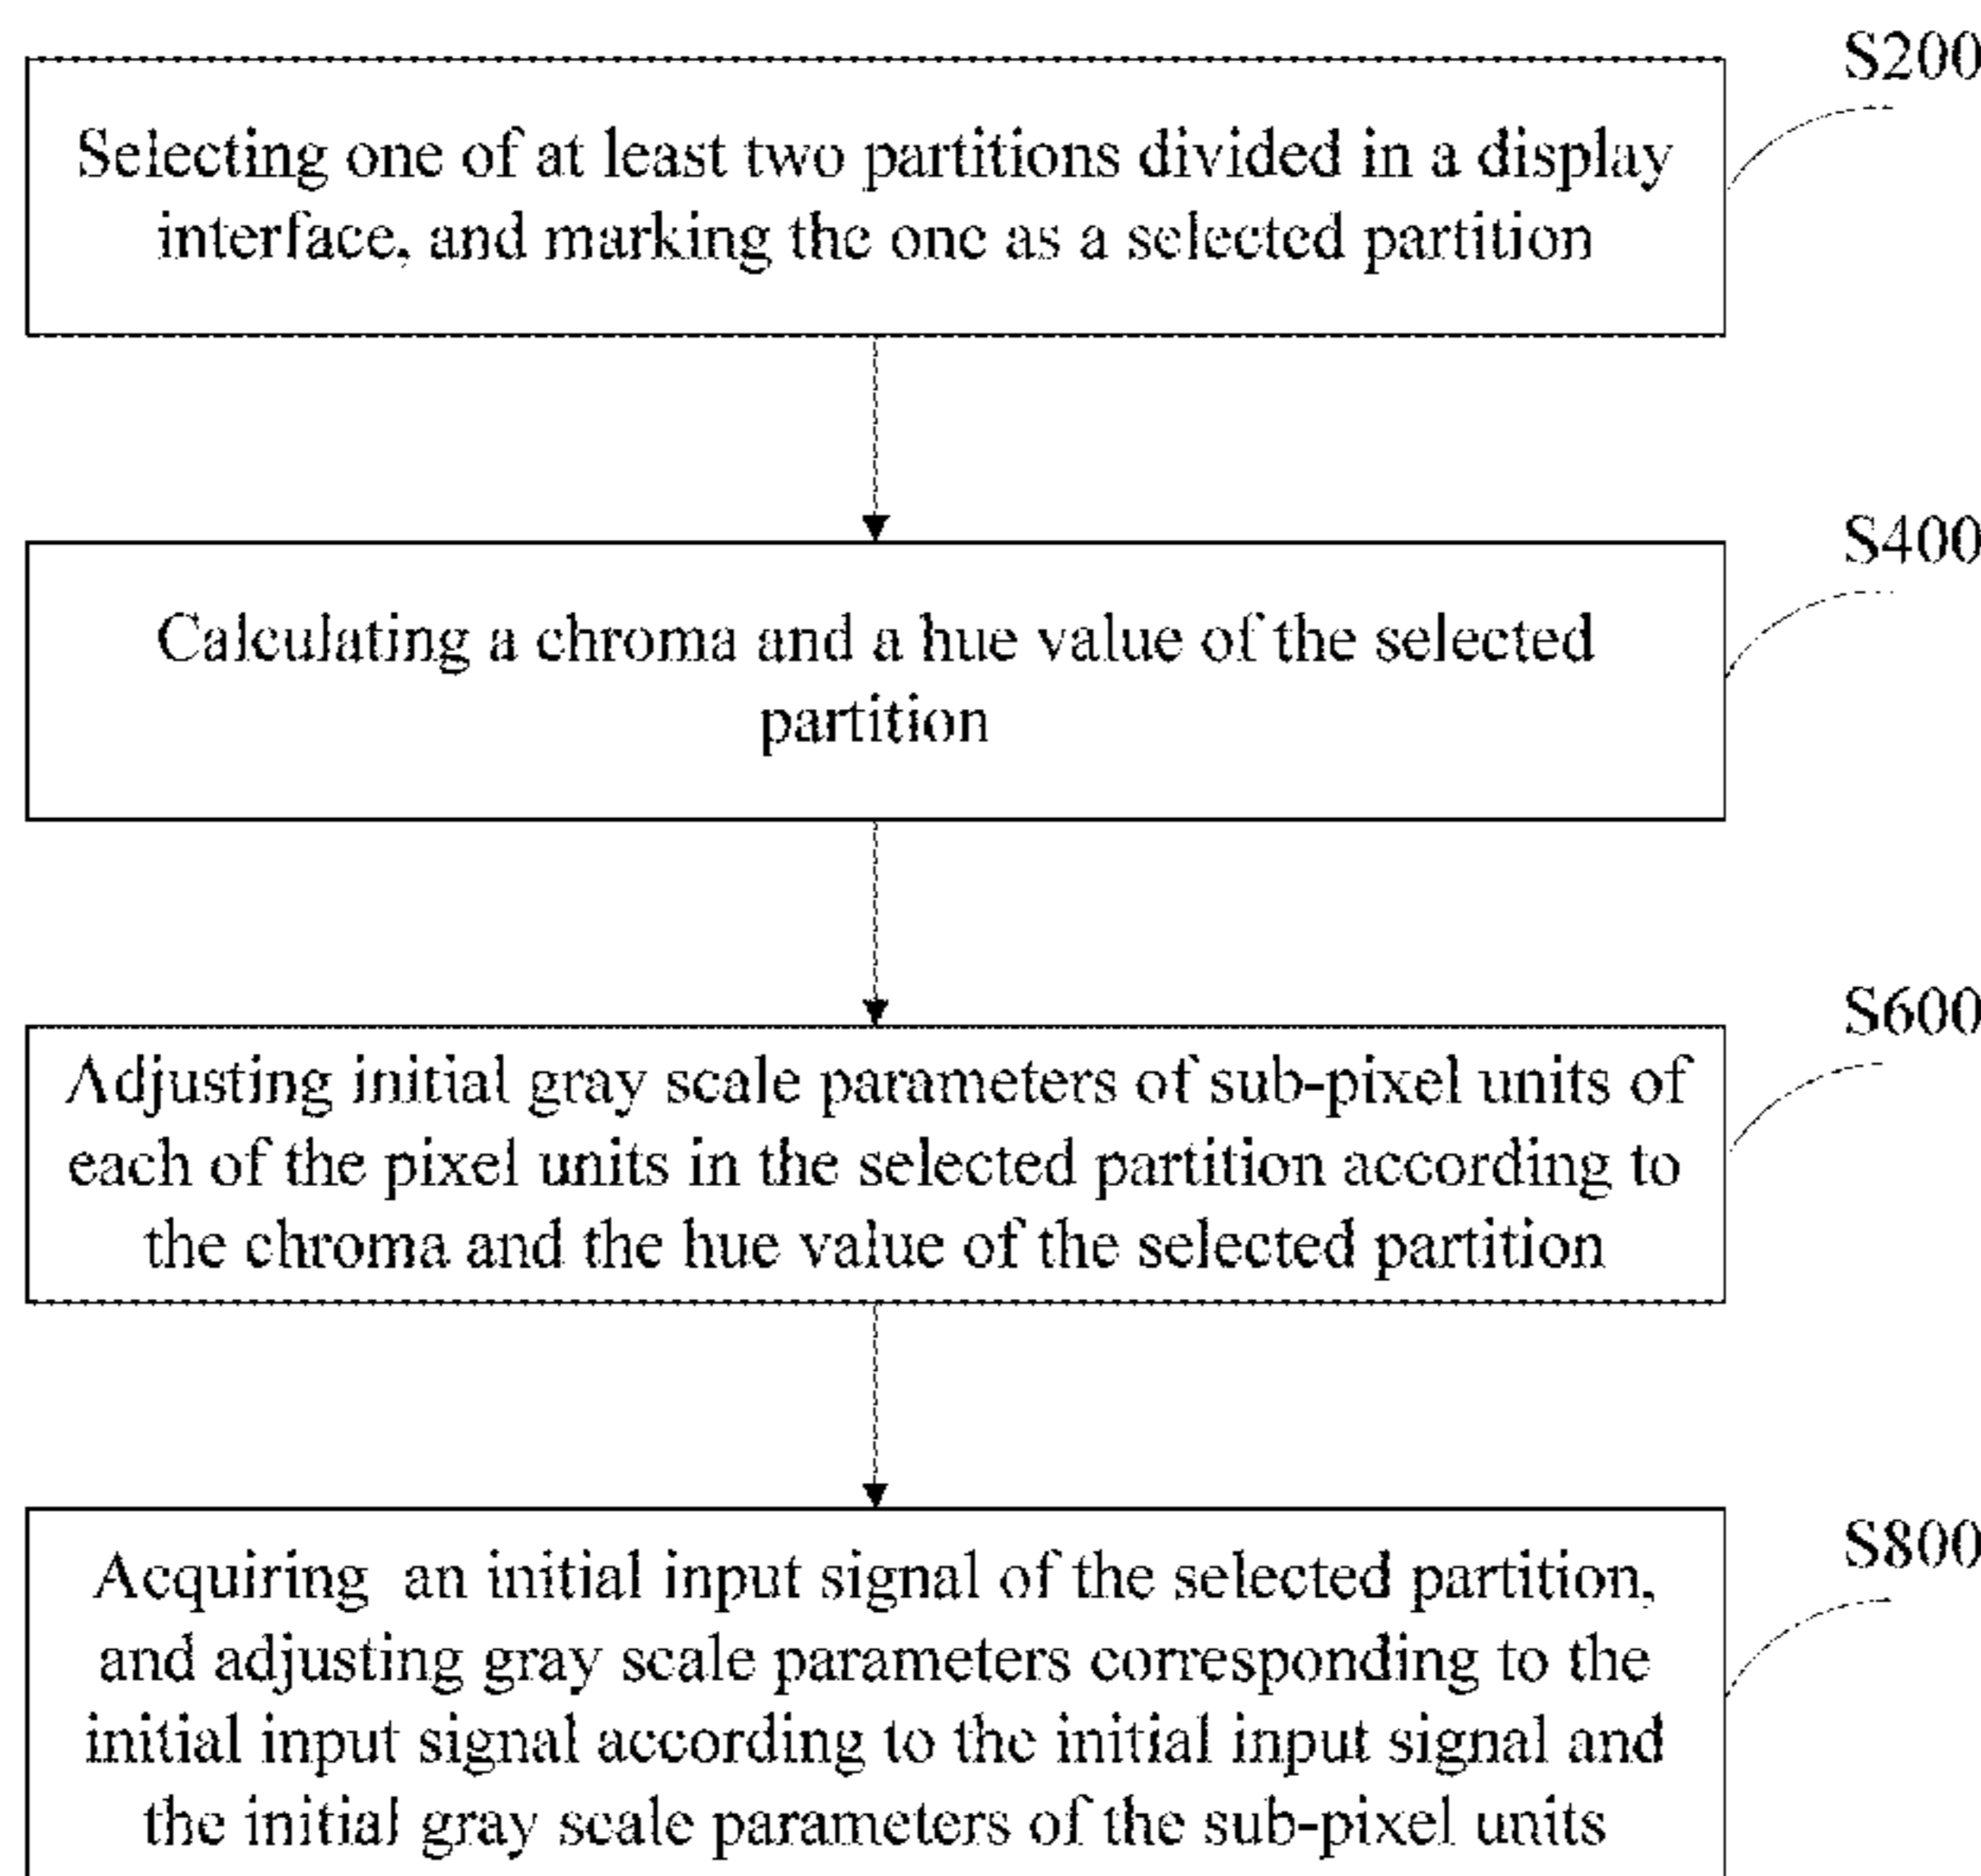 S200
Selecting one of at least two partitions divided in a display
interface, and marking the one as a selected partition
S400
Calculating a chroma and a hue value of the selected
partition
S600
Adjusting initial gray scale parameters of sub-pixel units of
each of the pixel units in the selected partition according to
the chroma and the hue value of the selected partition
S800
Acquiring an initial input signal of the selected partition,
and adjusting gray scale parameters corresponding to the
initial input signal according to the initial input signal and
the initial gray scale parameters of the sub-pixel units